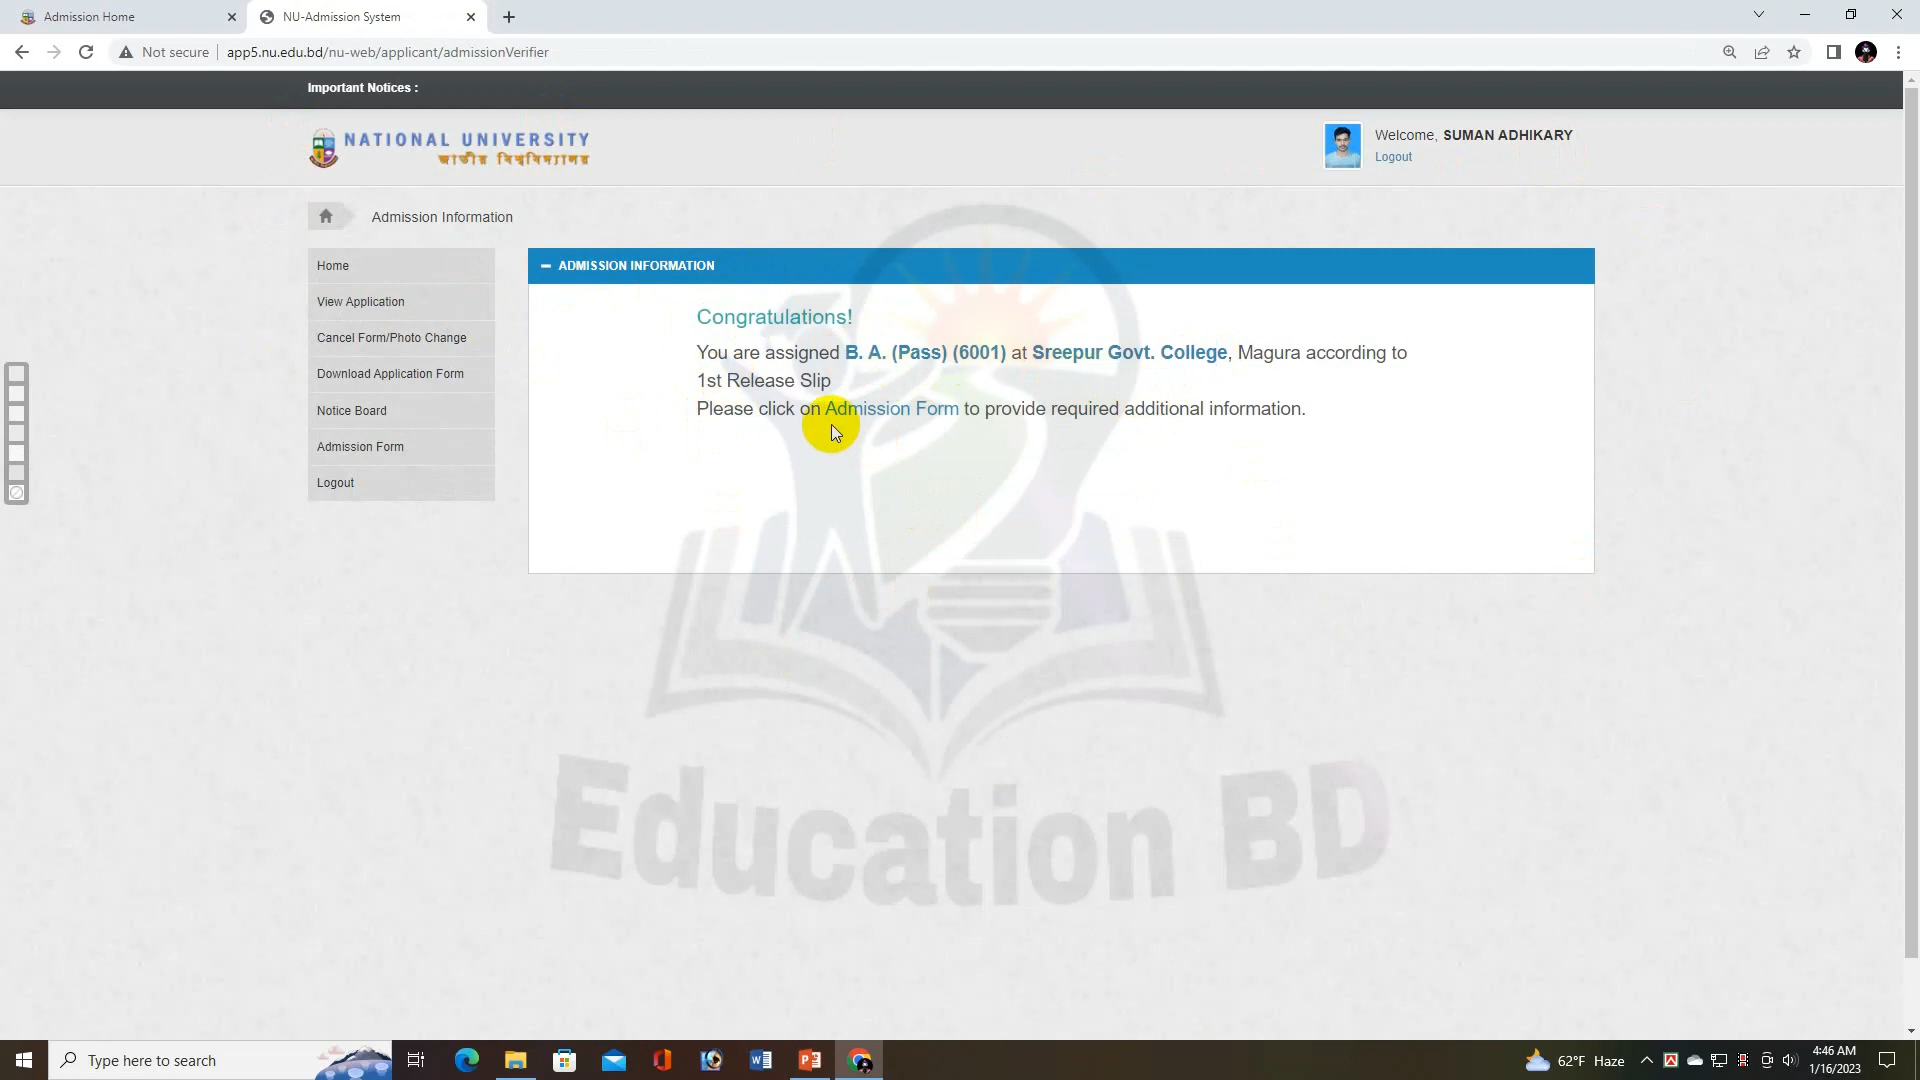 Admission Home
NU-Admission System
Not secure
app5.nu.edu.bd/nu-web/applicant/admissionVerifier
Important Notices :
NATIONAL UNIVERSITY
জাতীয় বিশ্ববিদ্যালয়
Welcome, SUMAN ADHIKARY
Logout
Admission Information
Home
View Application
Cancel Form/Photo Change
Download Application Form
Notice Board
Admission Form
Logout
ADMISSION INFORMATION
Congratulations!
You are assigned B. A. (Pass) (6001) at Sreepur Govt. College, Magura according to
1st Release Slip
Please click on Admission Form to provide required additional information.
Education BD
Type here to search
62°F Haze
4:46 AM
1/16/2023